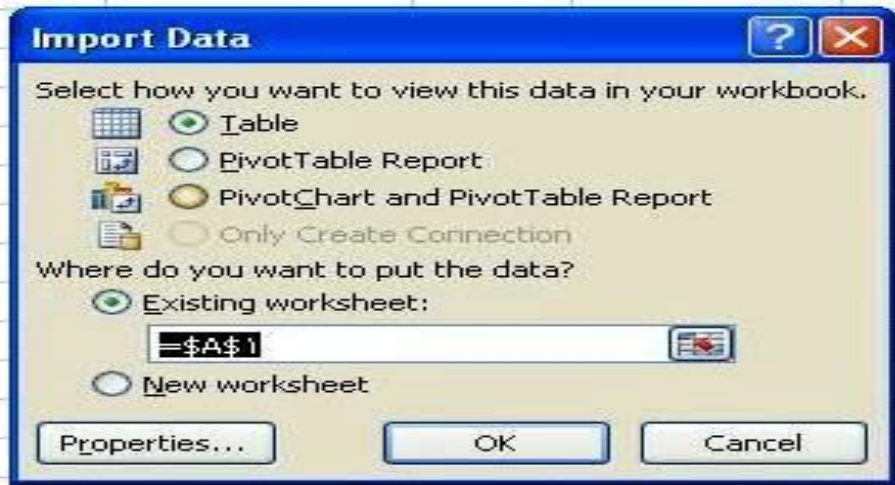 Import Data
Select how you want to view this data in your workbook.
Table
PivotTable Report
PivotChart and PivotTable Report
Only Create Connection
Where do you want to put the data?
Existing worksheet:
=$A$١
New worksheet
Properties... OK Cancel